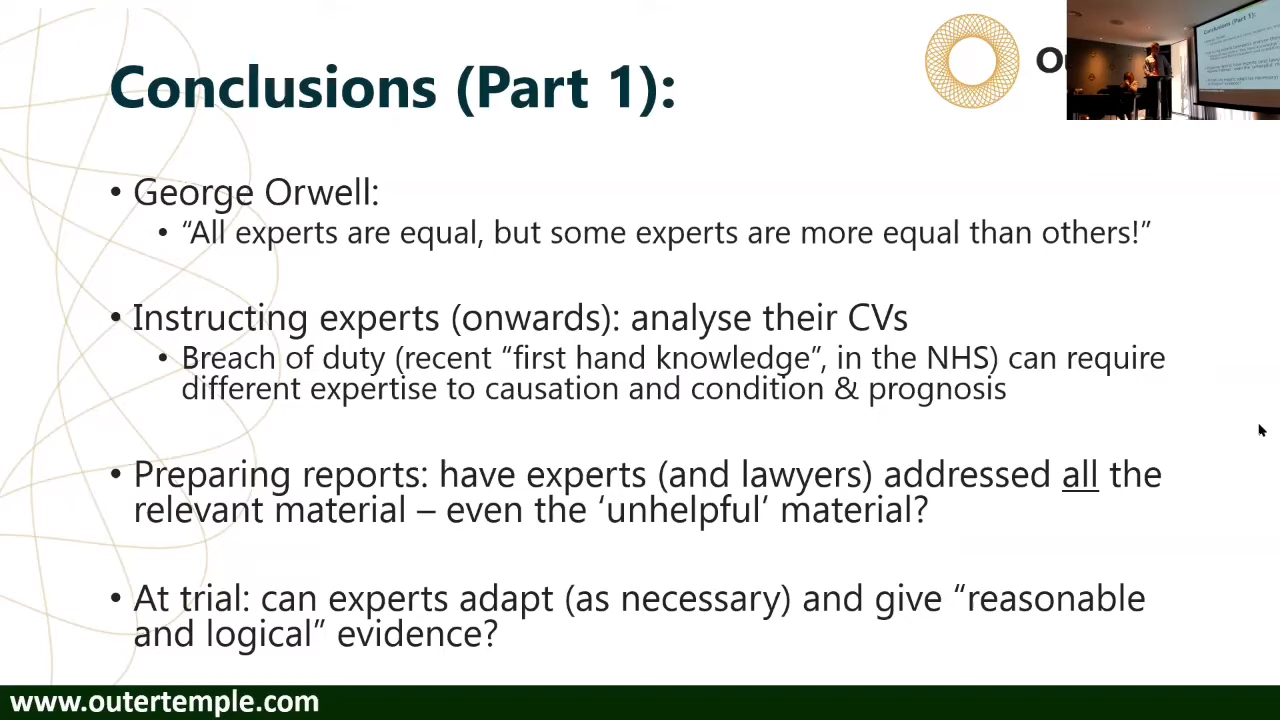 Conclusions (Part 1):
• George Orwell:
• “All experts are equal, but some experts are more equal than others!”
• Instructing experts (onwards): analyse their CVs
• Breach of duty (recent “first hand knowledge”, in the NHS) can require
different expertise to causation and condition & prognosis
• Preparing reports: have experts (and lawyers) addressed all the
relevant material – even the ‘unhelpful’ material?
• At trial: can experts adapt (as necessary) and give “reasonable
and logical” evidence?
www.outertemple.com
Conclusions (Part 1):